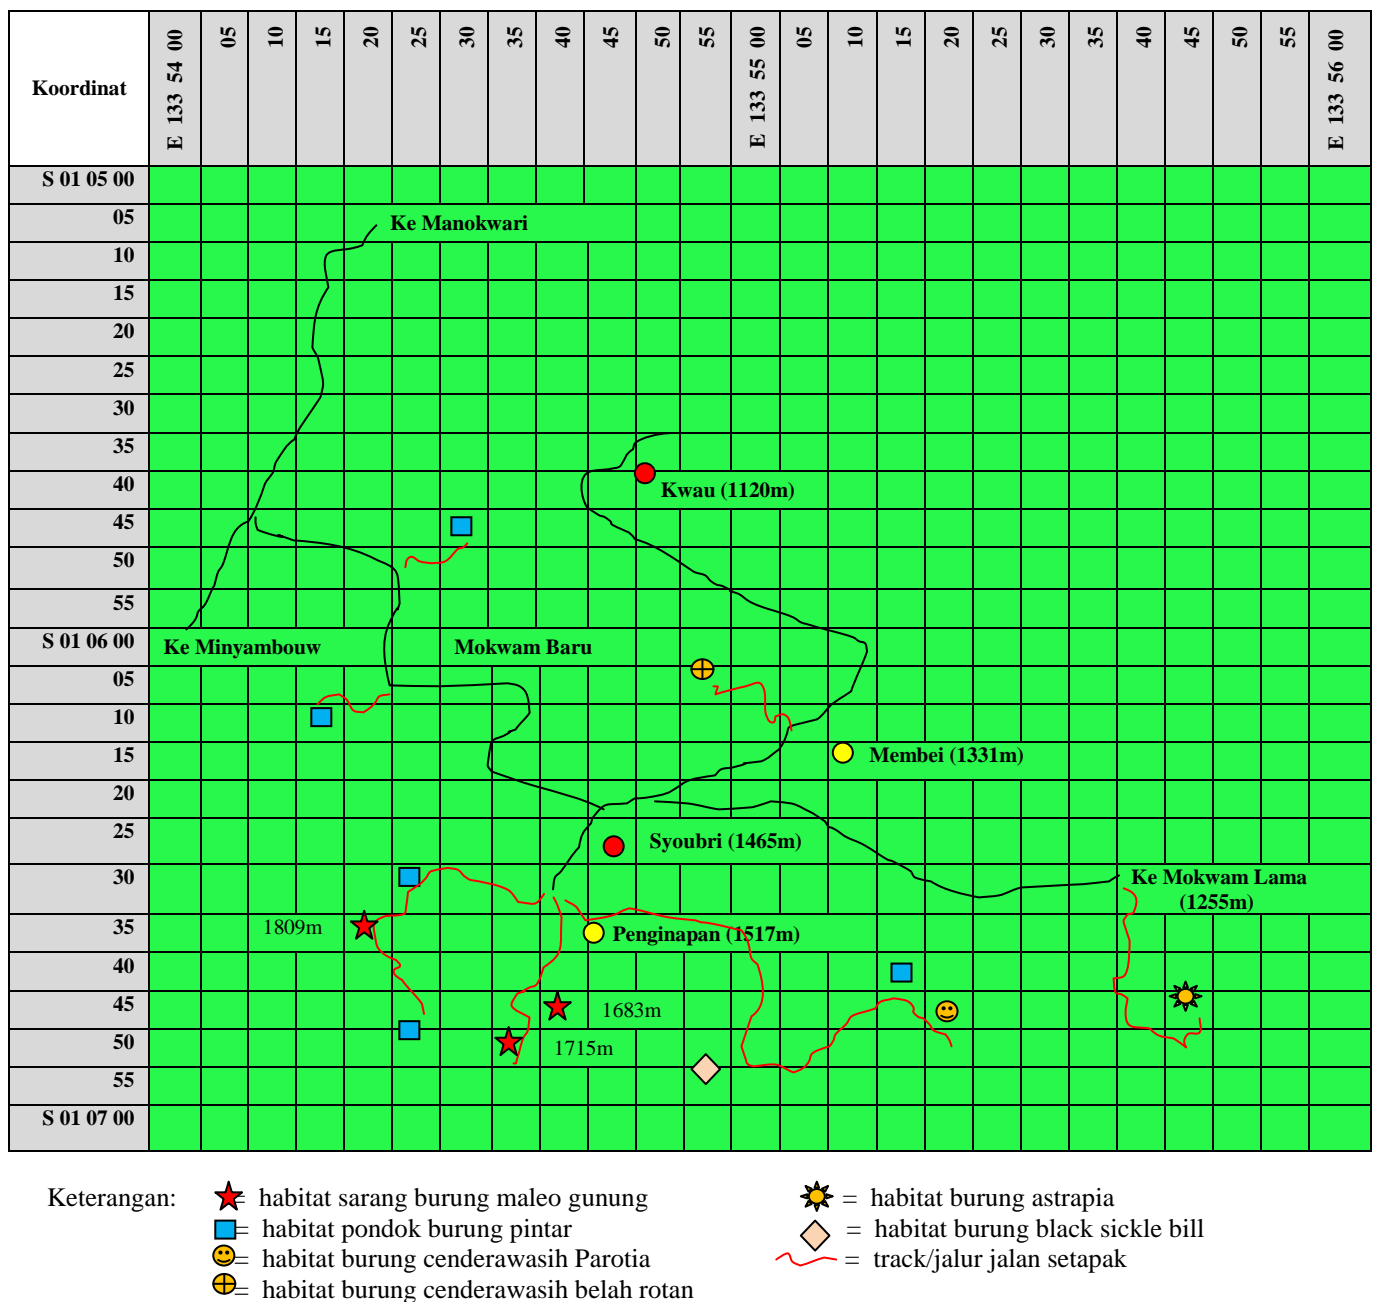 Koordinat
E 133 54 00
05
10
15
20
25
30
35
40
45
50
55
E 133 55 00
05
10
15
20
25
30
35
40
45
50
55
E 133 56 00
S 01 05 00
05
Ke Manokwari
10
15
20
25
30
35
40
Kwau (1120m)
45
50
55
S 01 06 00
Ke Minyambouw
Mokwam Baru
05
10
15
Membei (1331m)
20
25
Syoubri (1465m)
30
Ke Mokwam Lama
(1255m)
35
1809m
Penginapan (1517m)
40
45
1683m
50
1715m
55
S 01 07 00
Keterangan:
= habitat sarang burung maleo gunung
= habitat pondok burung pintar
= habitat burung cenderawasih Parotia
= habitat burung cenderawasih belah rotan
= habitat burung astrapia
= habitat burung black sickle bill
= track/jalur jalan setapak